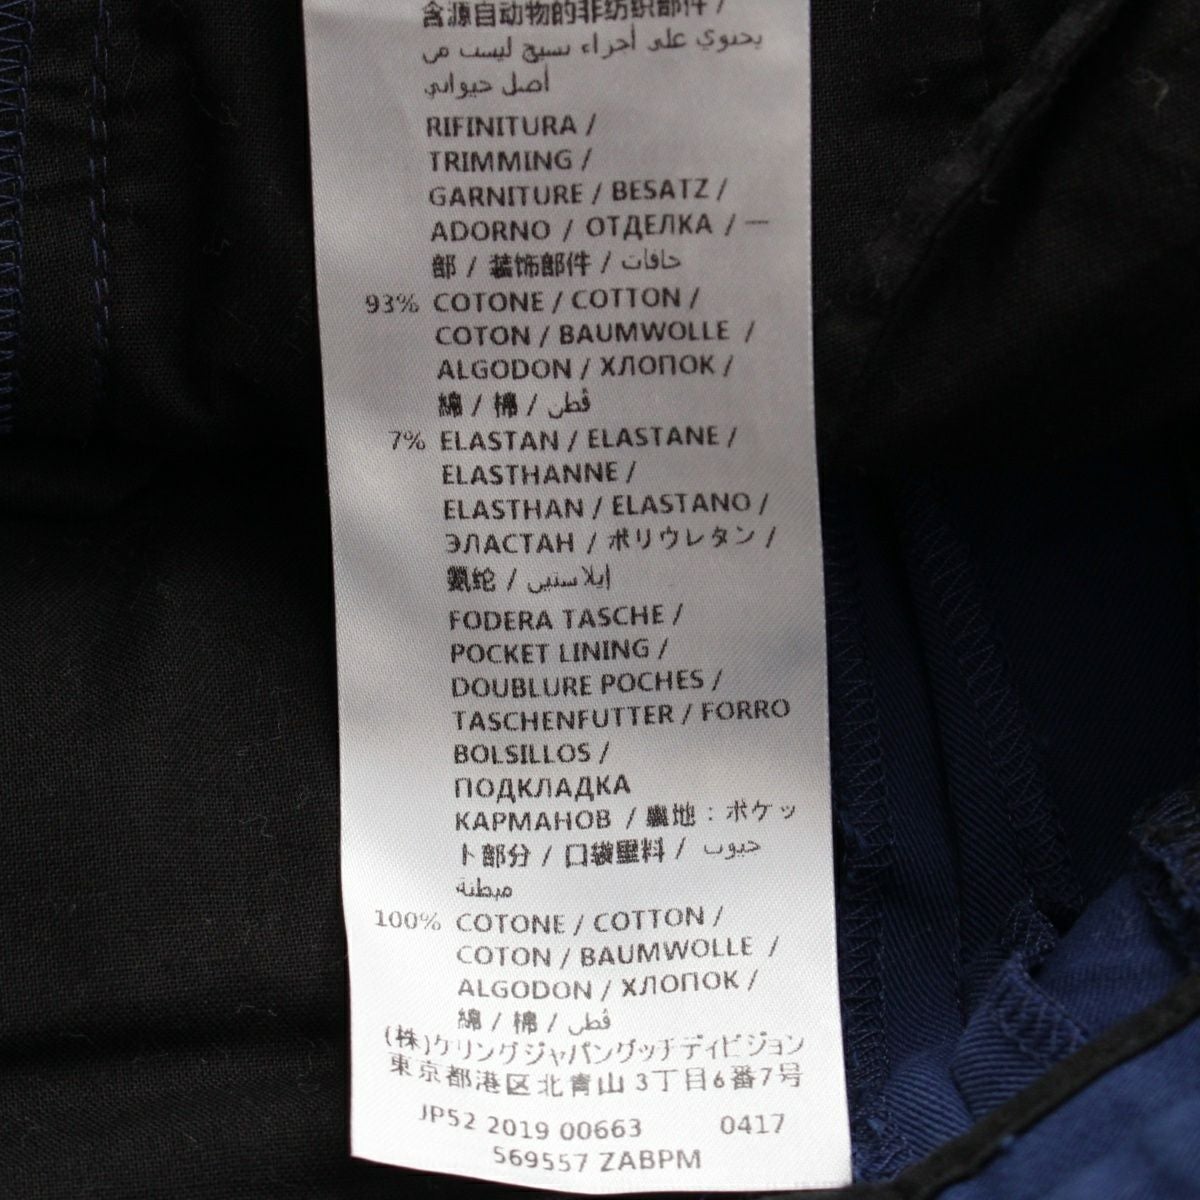 含源自动物的非纺织部件 /
يحتوي على أجزاء نسيج ليست من
أصل حيواني
RIFINITURA /
TRIMMING /
GARNITURE / BESATZ /
ADORNO / ОТДЕЛКА / 一
部 / 装饰部件 / حافات
93% COTONE / COTTON /
COTON / BAUMWOLLE /
ALGODON / ХЛОПОК /
綿 / 棉 / قطن
7% ELASTAN / ELASTANE /
ELASTHANNE /
ELASTHAN / ELASTANO /
ЭЛАСТАН / ポリウレタン /
氨纶 / إيلاستين
FODERA TASCHE /
POCKET LINING /
DOUBLURE POCHES /
TASCHENFUTTER / FORRO
BOLSILLOS /
ПОДКЛАДКА
КАРМАНОВ / 裏地：ポケッ
ト部分 / 口袋里料 / جيوب
مبطنة
100% COTONE / COTTON /
COTON / BAUMWOLLE /
ALGODON / ХЛОПОК /
綿 / 棉 / قطن
(株)ケリングジャパングッチディビジョン
東京都港区北青山3丁目6番7号
JP52 2019 00663 0417
569557 ZABPM